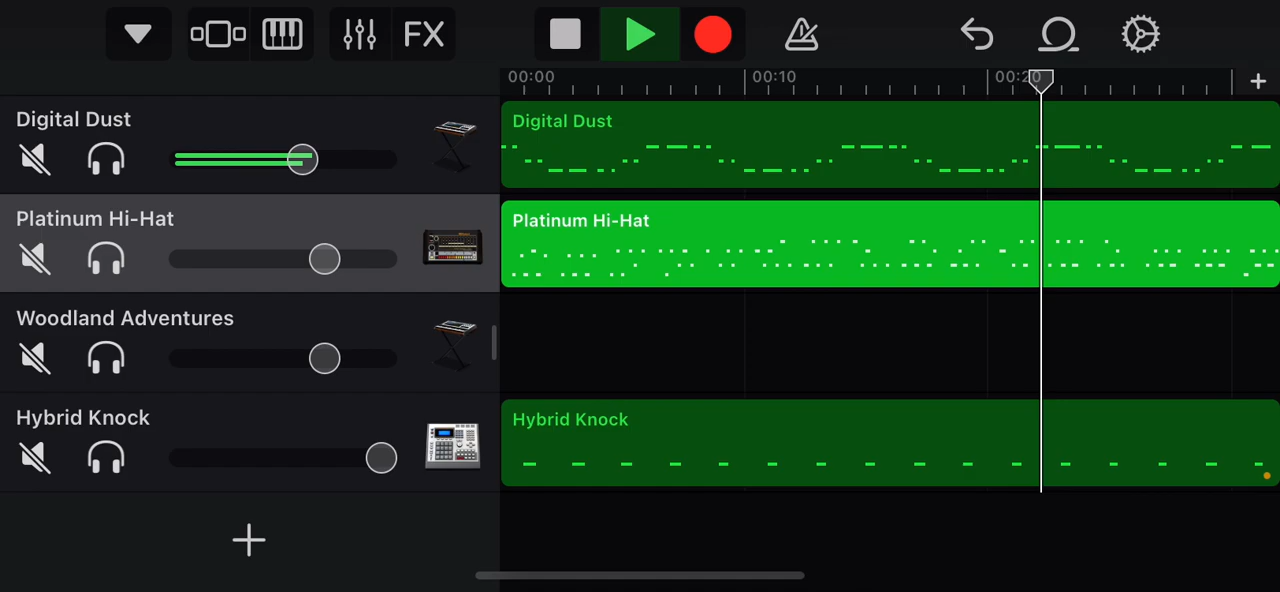 FX
00:00
00:10
00:20
Digital Dust
Digital Dust
Platinum Hi-Hat
Platinum Hi-Hat
Woodland Adventures
Hybrid Knock
Hybrid Knock